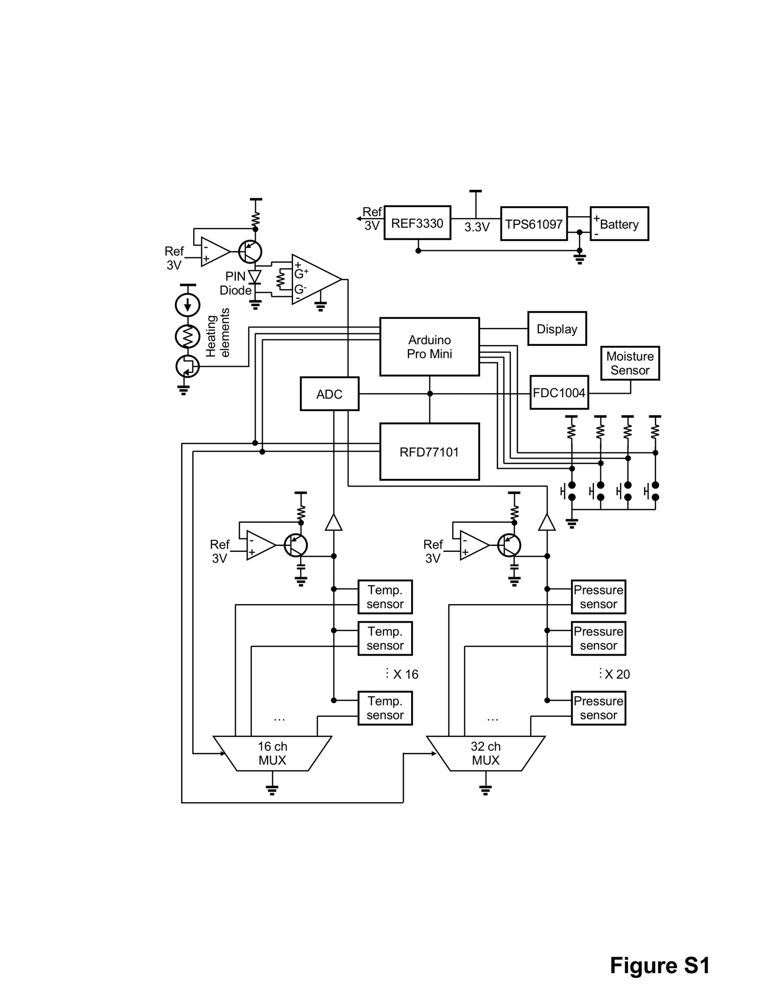 Ref
3V
REF3330
3.3V
TPS61097
+
-
Battery
Ref
3V
-
+
PIN
Diode
+
G+
G-
-
Heating
elements
Arduino
Pro Mini
Display
Moisture
Sensor
ADC
FDC1004
RFD77101
Ref
3V
-
+
Ref
3V
-
+
Temp.
sensor
Pressure
sensor
Temp.
sensor
Pressure
sensor
⋮ X 16
⋮ X 20
Temp.
sensor
Pressure
sensor
...
...
16 ch
MUX
32 ch
MUX
Figure S1